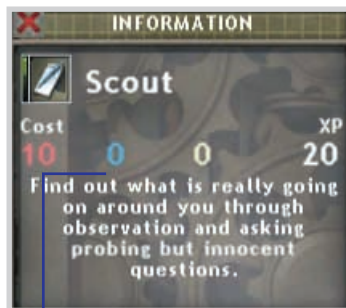 INFORMATION
Scout
Cost XP
10 0 0 20
Find out what is really going
on around you through
observation and asking
probing but innocent
questions.